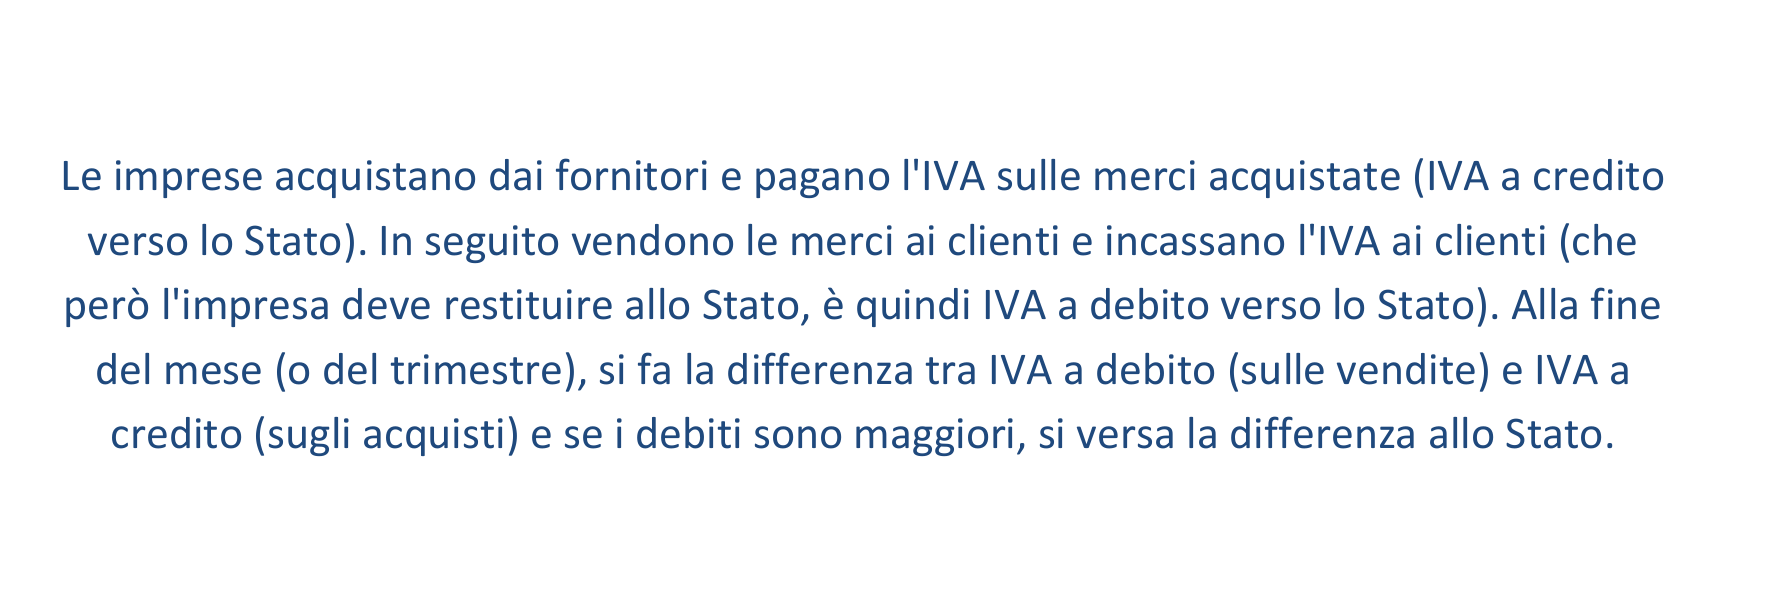 Le imprese acquistano dai fornitori e pagano l'IVA sulle merci acquistate (IVA a credito
verso lo Stato). In seguito vendono le merci ai clienti e incassano l'IVA ai clienti (che
però l'impresa deve restituire allo Stato, è quindi IVA a debito verso lo Stato). Alla fine
del mese (o del trimestre), si fa la differenza tra IVA a debito (sulle vendite) e IVA a
credito (sugli acquisti) e se i debiti sono maggiori, si versa la differenza allo Stato.